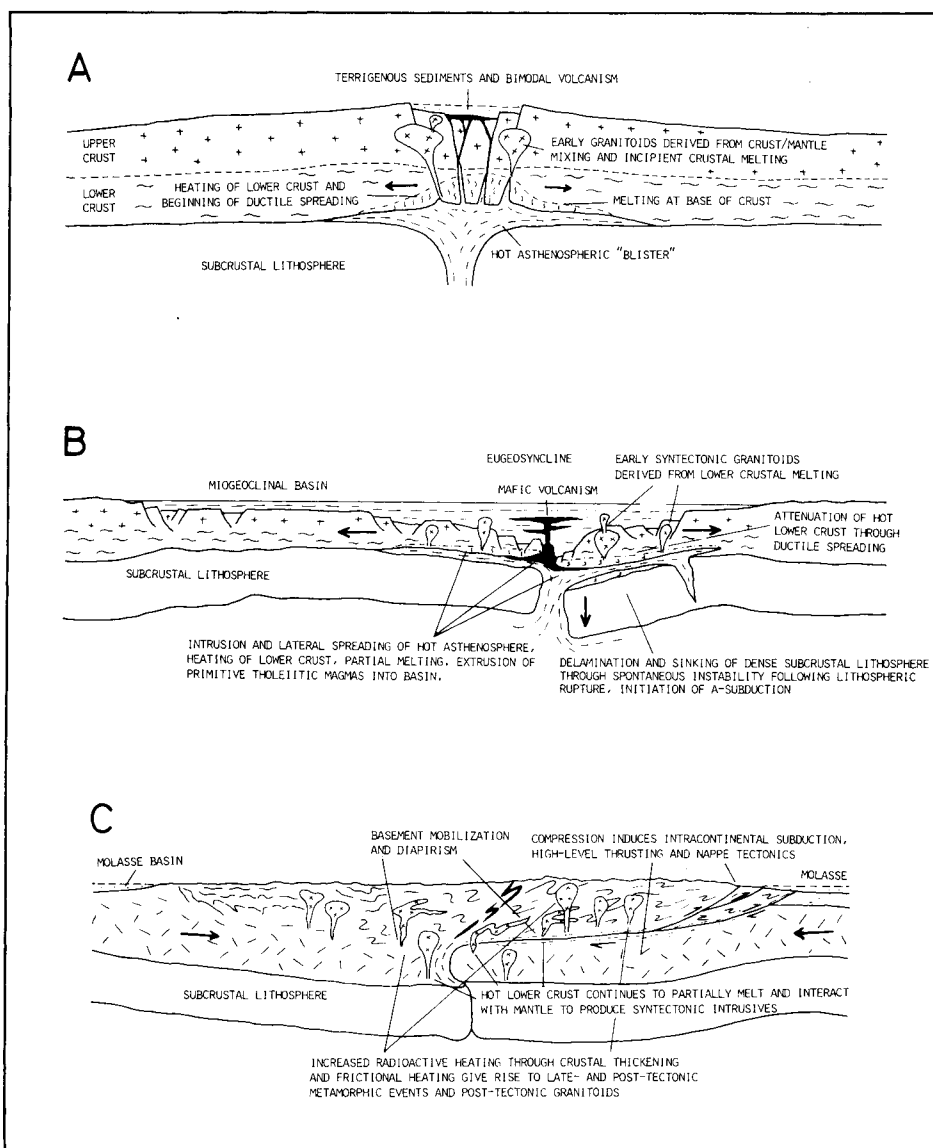 A
TERRIGENOUS SEDIMENTS AND BIMODAL VOLCANISM
UPPER
CRUST
EARLY GRANITOIDS DERIVED FROM CRUST/MANTLE
MIXING AND INCIPIENT CRUSTAL MELTING
LOWER
CRUST
HEATING OF LOWER CRUST AND
BEGINNING OF DUCTILE SPREADING
MELTING AT BASE OF CRUST
SUBCRUSTAL LITHOSPHERE
HOT ASTHENOSPHERIC "BLISTER"
B
EUGEOSYNCLINE
EARLY SYNTECTONIC GRANITOIDS
DERIVED FROM LOWER CRUSTAL MELTING
MIOGEOCLINAL BASIN
MAFIC VOLCANISM
ATTENUATION OF HOT
LOWER CRUST THROUGH
DUCTILE SPREADING
SUBCRUSTAL LITHOSPHERE
INTRUSION AND LATERAL SPREADING OF HOT ASTHENOSPHERE,
HEATING OF LOWER CRUST, PARTIAL MELTING, EXTRUSION OF
PRIMITIVE THOLEIITIC MAGMAS INTO BASIN.
DELAMINATION AND SINKING OF DENSE SUBCRUSTAL LITHOSPHERE
THROUGH SPONTANEOUS INSTABILITY FOLLOWING LITHOSPHERIC
RUPTURE, INITIATION OF A-SUBDUCTION
C
BASEMENT MOBILIZATION
AND DIAPIRISM
COMPRESSION INDUCES INTRACONTINENTAL SUBDUCTION,
HIGH-LEVEL THRUSTING AND NAPPE TECTONICS
MOLASSE BASIN
MOLASSE
SUBCRUSTAL LITHOSPHERE
HOT LOWER CRUST CONTINUES TO PARTIALLY MELT AND INTERACT
WITH MANTLE TO PRODUCE SYNTECTONIC INTRUSIVES
INCREASED RADIOACTIVE HEATING THROUGH CRUSTAL THICKENING
AND FRICTIONAL HEATING GIVE RISE TO LATE- AND POST-TECTONIC
METAMORPHIC EVENTS AND POST-TECTONIC GRANITOIDS